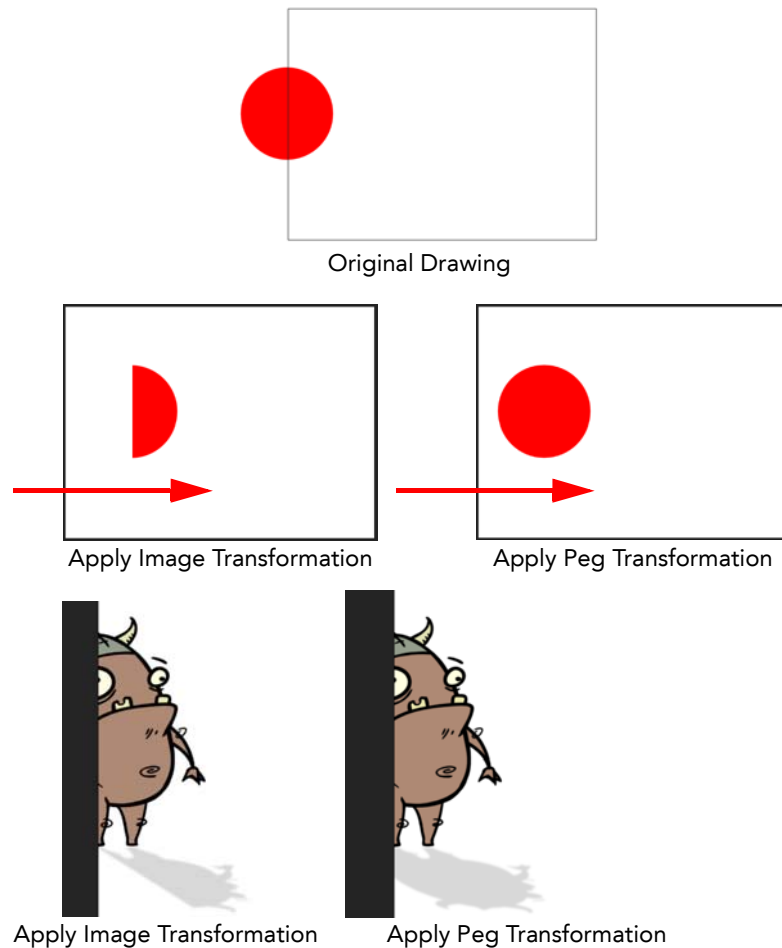 Original Drawing
Apply Image Transformation
Apply Peg Transformation
Apply Image Transformation
Apply Peg Transformation